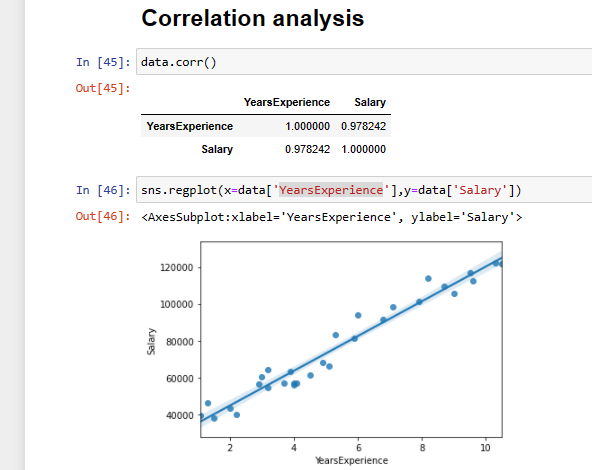 Correlation analysis
In [45]: data.corr()
Out[45]:
YearsExperience Salary
YearsExperience 1.000000 0.978242
Salary 0.978242 1.000000
In [46]: sns.regplot(x=data['YearsExperience'],y=data['Salary'])
Out[46]: <AxesSubplot:xlabel='YearsExperience', ylabel='Salary'>
120000
100000
80000
60000
40000
Salary
2 4 6 8 10
YearsExperience